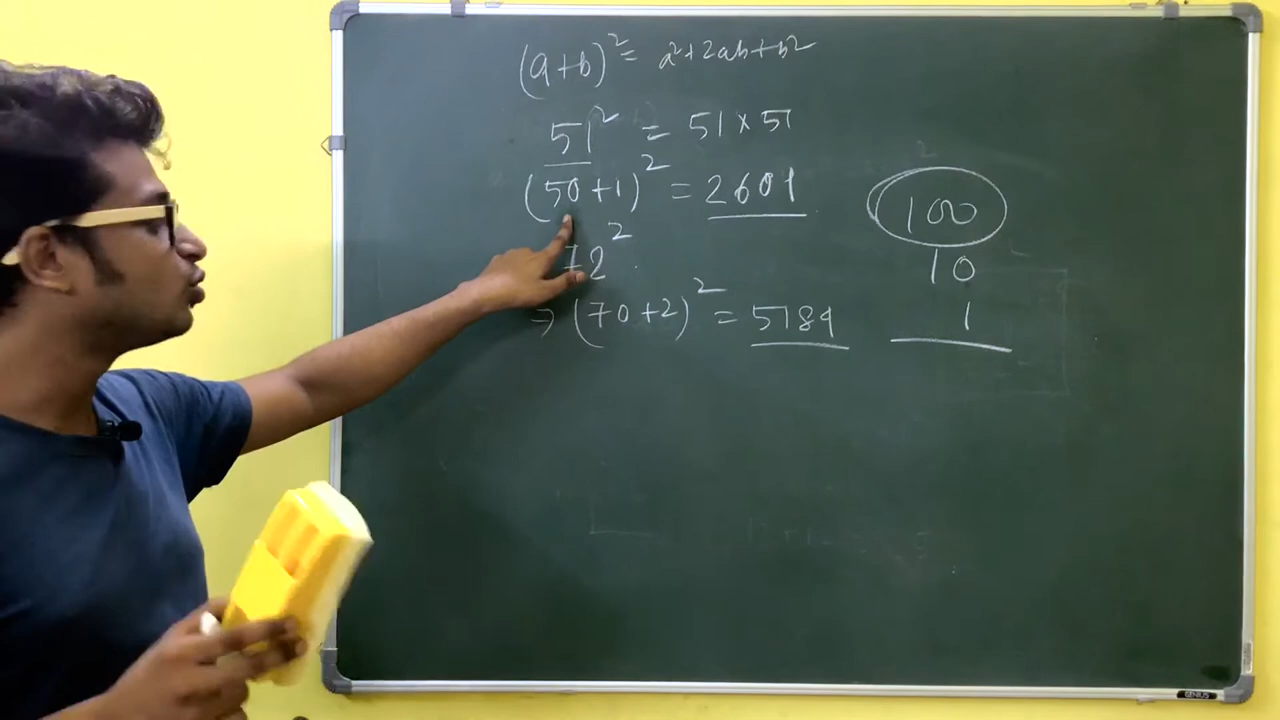 (a+b)² = a²+2ab+b²
51² = 51×51
(50+1)² = 2601
72²
→ (70+2)² = 5184
100
10
1
GENIUS